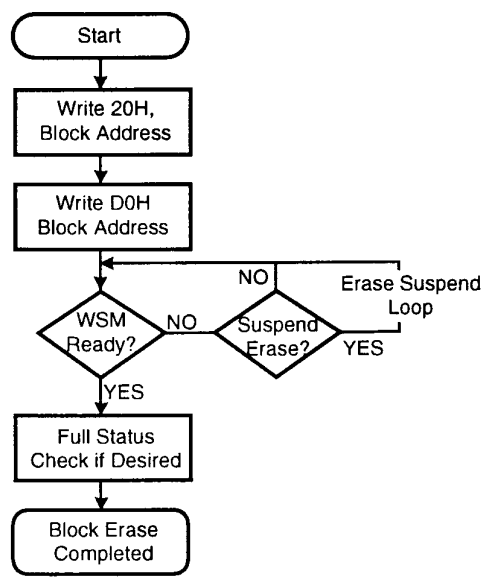 Start
Write 20H,
Block Address
Write D0H
Block Address
NO
Erase Suspend
Loop
WSM
Ready?
NO
Suspend
Erase?
YES
YES
Full Status
Check if Desired
Block Erase
Completed